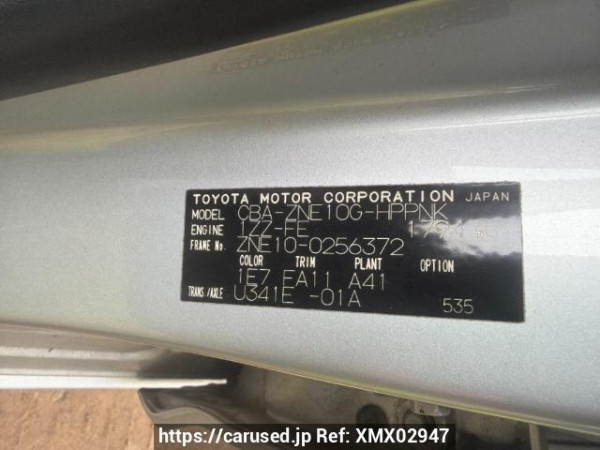 TOYOTA MOTOR CORPORATION JAPAN
MODEL CBA-ZNE10G-HPPNK
ENGINE 1ZZ-FE
FRAME No. ZNE10-0256372
COLOR TRIM PLANT OPTION
1E7 FA11 A41
TRANS/AXLE U341E -01A 535
https://carused.jp Ref: XMX02947